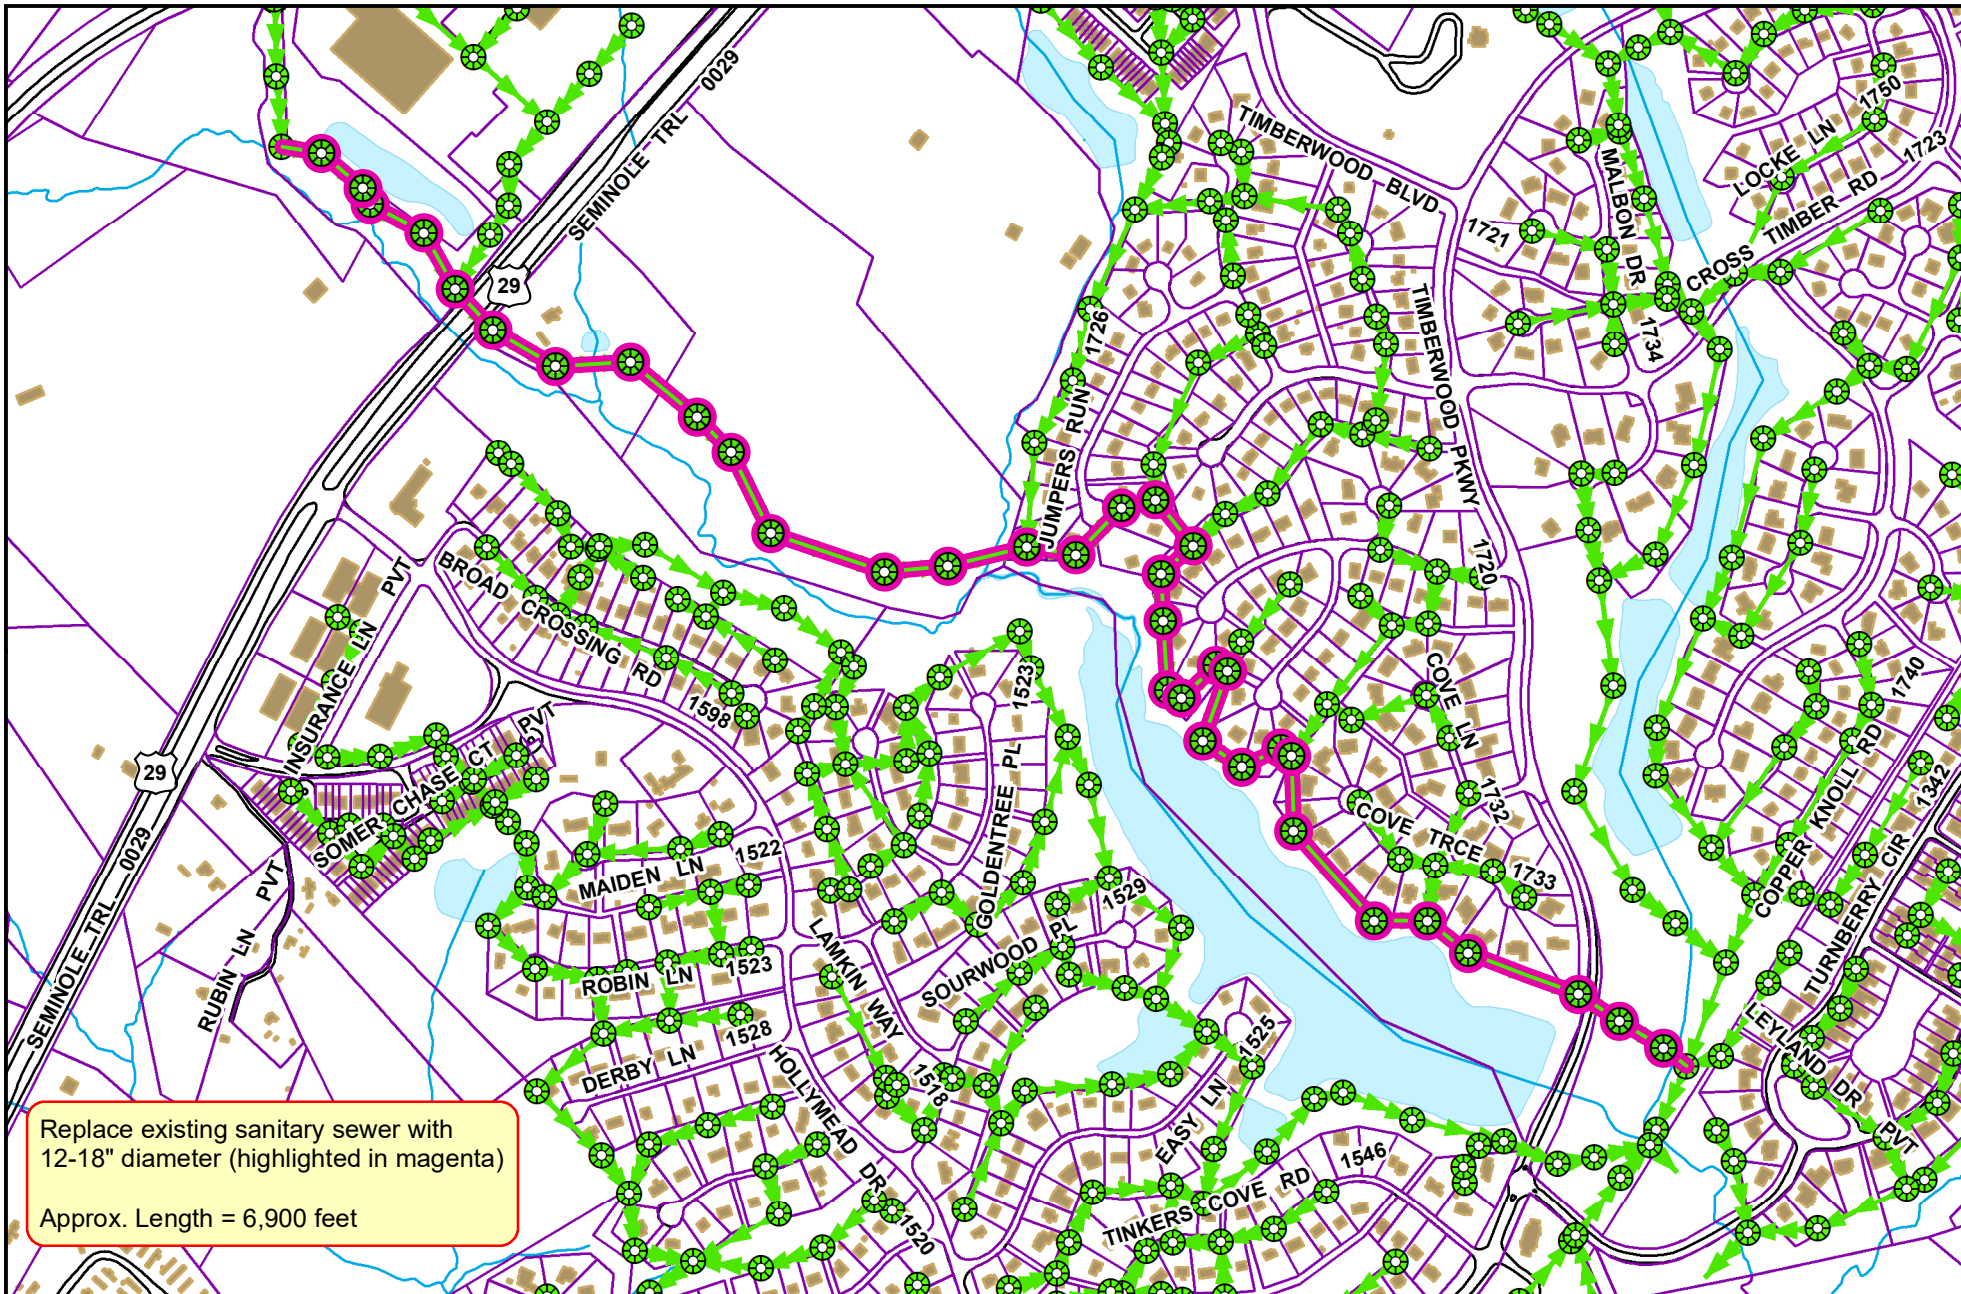 0029
SEMINOLE TRL
29
TIMBERWOOD BLVD
1750
LOCKE LN
1723
MALBON DR
CROSS TIMBER RD
1721
1734
1726
TIMBERWOOD PKWY
JUMPERS RUN
1720
BROAD CROSSING RD
1598
INSURANCE LN PVT
SOMER CHASE CT PVT
29
SEMINOLE TRL 0029
RUBIN LN PVT
1523
GOLDENTREE PL
COVE LN
1732
COVE TRCE
1733
1740
COPPER KNOLL RD
1342
TURNBERRY CIR
LEYLAND DR PVT
MAIDEN LN
1522
ROBIN LN
1523
DERBY LN
1528
LAMKIN WAY
1518
HOLLYMEAD DR
1520
SOURWOOD PL
1529
EASY LN
1525
TINKERS COVE RD
1546
Replace existing sanitary sewer with
12-18" diameter (highlighted in magenta)
Approx. Length = 6,900 feet